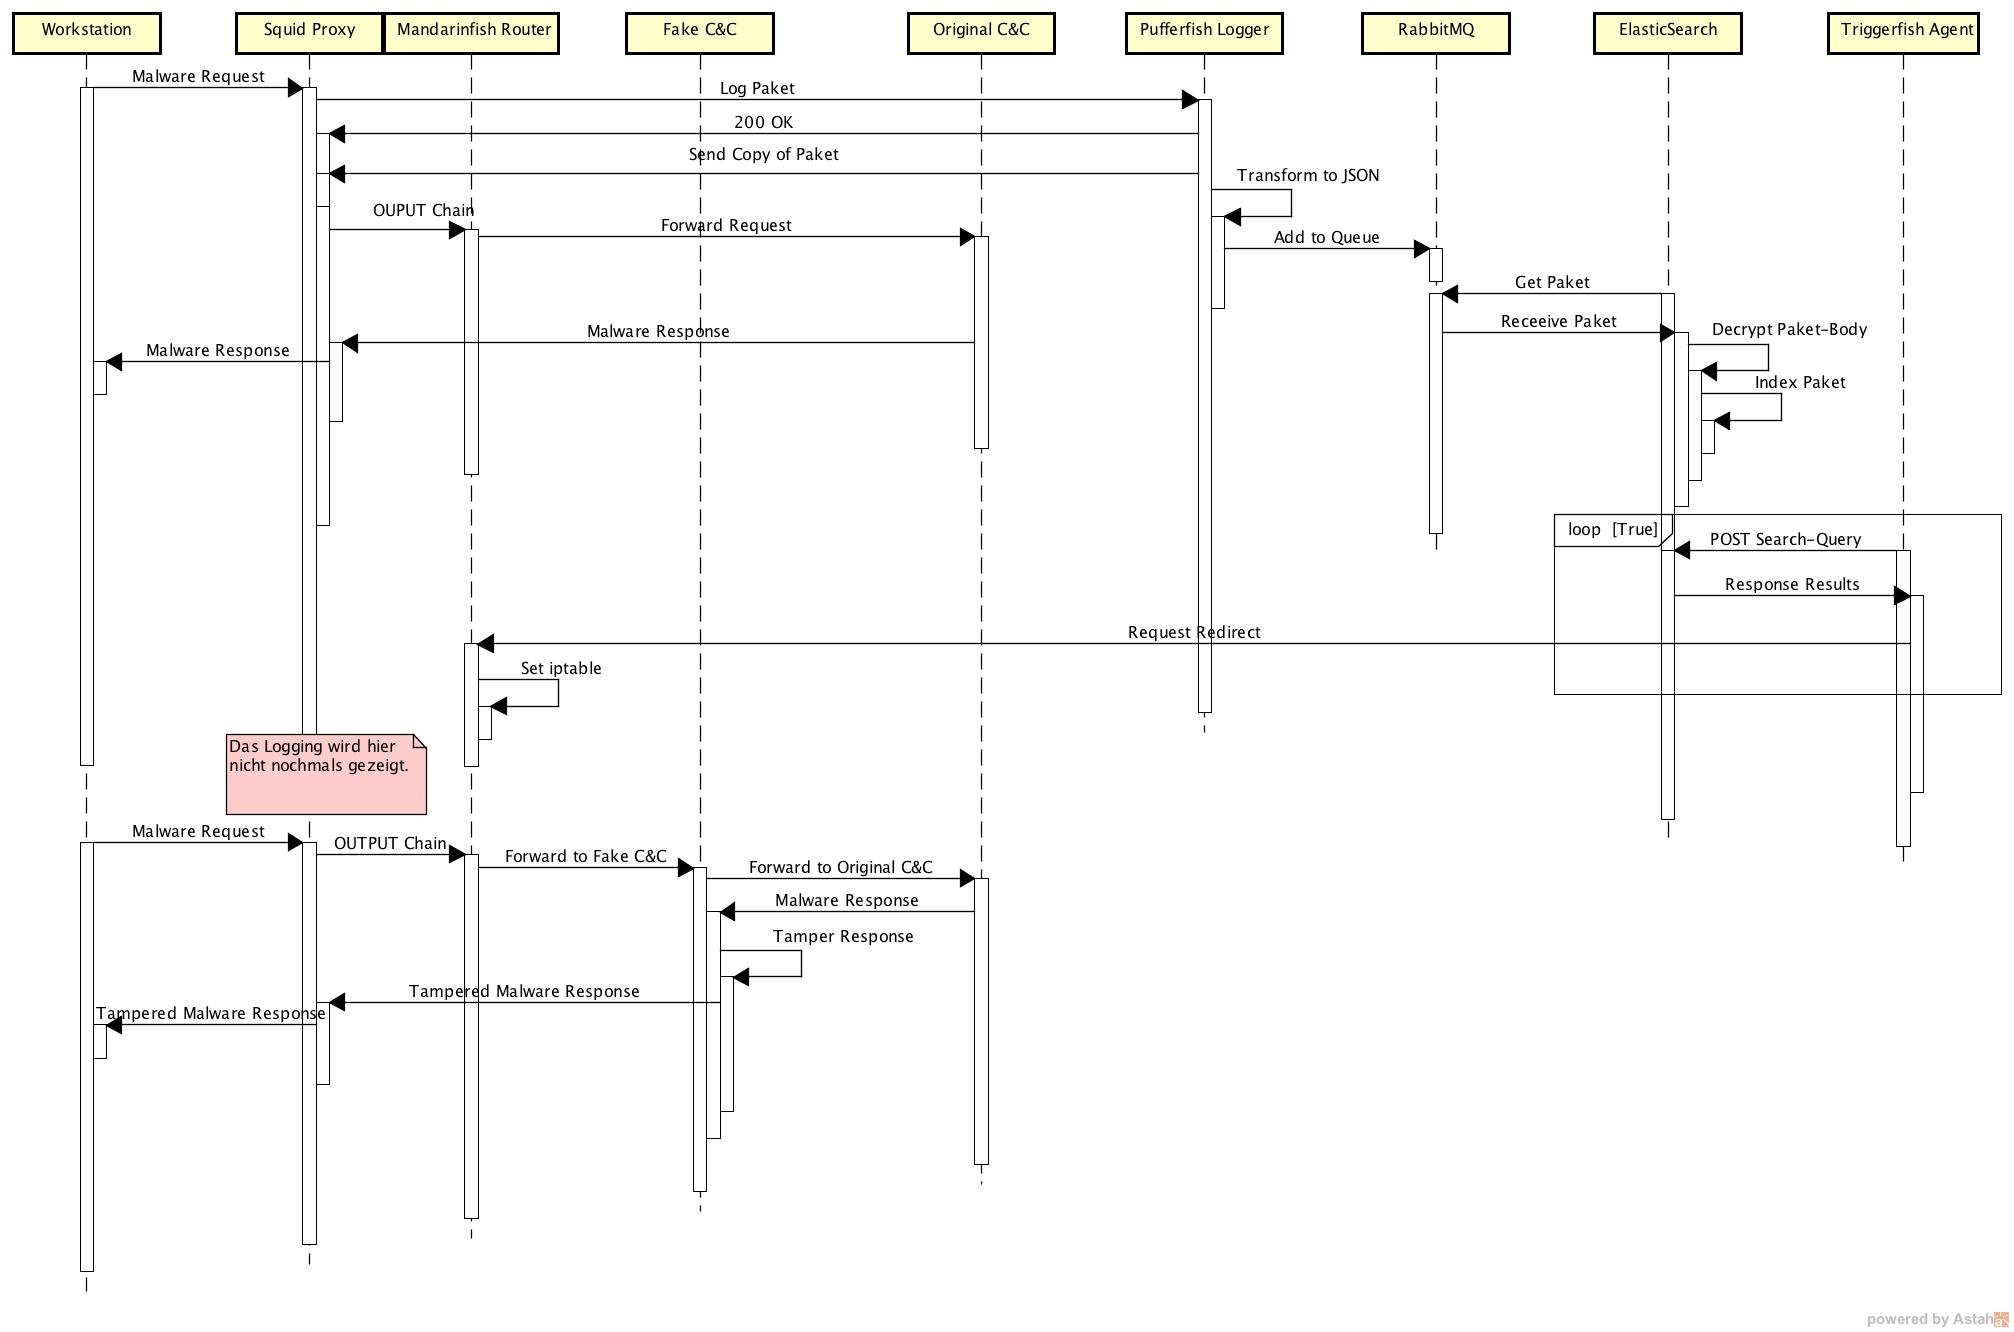 Workstation
Squid Proxy
Mandarinfish Router
Fake C&C
Original C&C
Pufferfish Logger
RabbitMQ
ElasticSearch
Triggerfish Agent
Malware Request
Log Paket
200 OK
Send Copy of Paket
Transform to JSON
OUPUT Chain
Forward Request
Add to Queue
Get Paket
Receeive Paket
Decrypt Paket-Body
Malware Response
Malware Response
Index Paket
loop [True]
POST Search-Query
Response Results
Request Redirect
Set iptable
Das Logging wird hier
nicht nochmals gezeigt.
Malware Request
OUTPUT Chain
Forward to Fake C&C
Forward to Original C&C
Malware Response
Tamper Response
Tampered Malware Response
Tampered Malware Response
powered by Astah